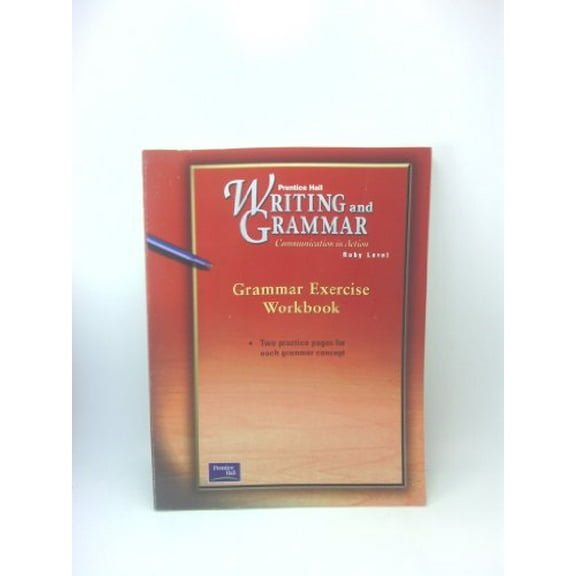 Prentice Hall
WRITING and
GRAMMAR
Communication in Action
Ruby Level
Grammar Exercise
Workbook
• Two practice pages for
each grammar concept
Prentice
Hall